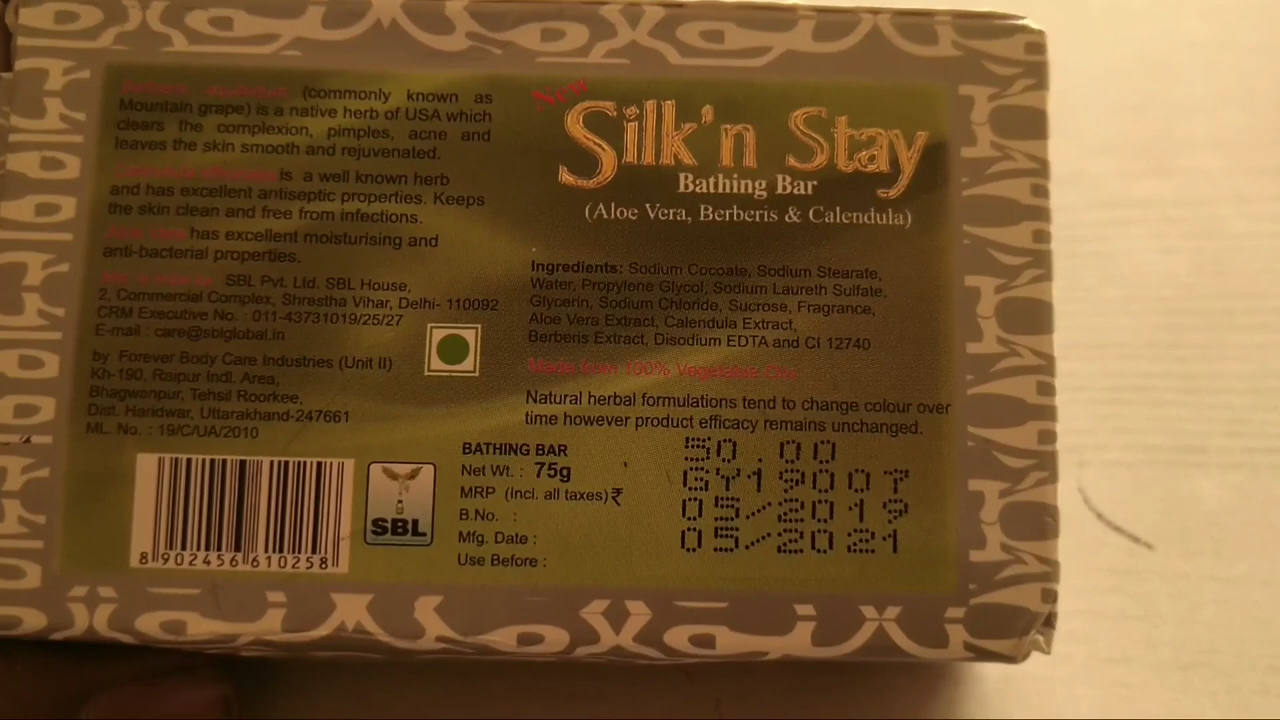 Berberis aquifolium (commonly known as
Mountain grape) is a native herb of USA which
clears the complexion, pimples, acne and
leaves the skin smooth and rejuvenated.
is a well known herb
and has excellent antiseptic properties. Keeps
the skin clean and free from infections.
Aloe vera has excellent moisturising and
anti-bacterial properties.
SBL Pvt. Ltd. SBL House,
2, Commercial Complex, Shrestha Vihar, Delhi- 110092
CRM Executive No. : 011-43731019/25/27
E-mail : care@sblglobal.in
by Forever Body Care Industries (Unit II)
Kh-190, Raipur Indl. Area,
Bhagwanpur, Tehsil Roorkee,
Dist. Haridwar, Uttarakhand-247661
ML. No. : 19/C/UA/2010
8 902456 610258
SBL
New
Silk'n Stay
Bathing Bar
(Aloe Vera, Berberis & Calendula)
Ingredients: Sodium Cocoate, Sodium Stearate,
Water, Propylene Glycol, Sodium Laureth Sulfate,
Glycerin, Sodium Chloride, Sucrose, Fragrance,
Aloe Vera Extract, Calendula Extract,
Berberis Extract, Disodium EDTA and CI 12740
Made from 100% Vegetable Oils
Natural herbal formulations tend to change colour over
time however product efficacy remains unchanged.
BATHING BAR
Net Wt. : 75g
MRP (Incl. all taxes) ₹ 50.00
B.No. : GY19007
Mfg. Date : 05/2019
Use Before : 05/2021